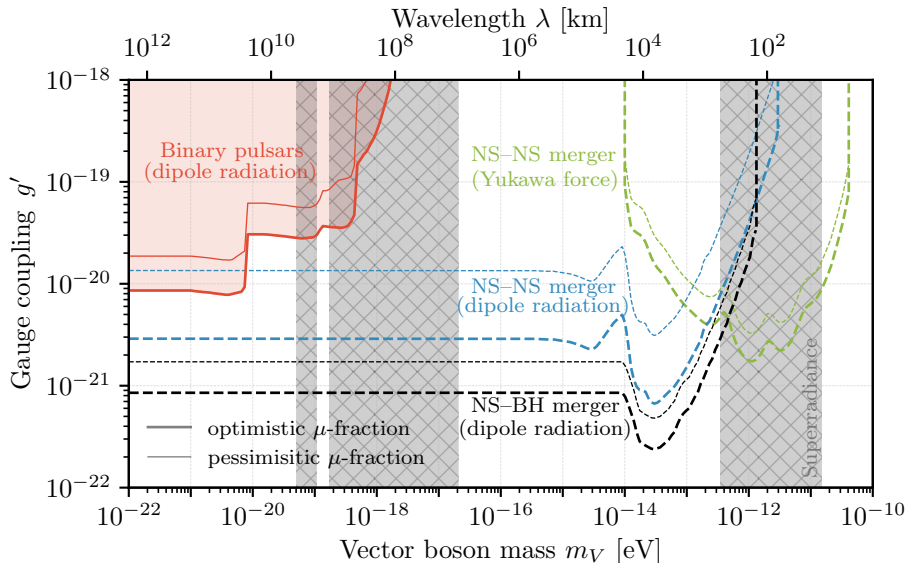 Wavelength λ [km]
10^12 10^10 10^8 10^6 10^4 10^2
10^−18
10^−19
10^−20
10^−21
10^−22
Gauge coupling g′
Binary pulsars
(dipole radiation)
NS–NS merger
(Yukawa force)
NS–NS merger
(dipole radiation)
NS–BH merger
(dipole radiation)
Superradiance
optimistic μ-fraction
pessimisitic μ-fraction
10^−22 10^−20 10^−18 10^−16 10^−14 10^−12 10^−10
Vector boson mass m_V [eV]